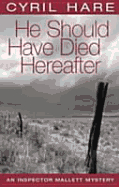 CYRIL HARE
He Should
Have Died
Hereafter
AN INSPECTOR MALLETT MYSTERY